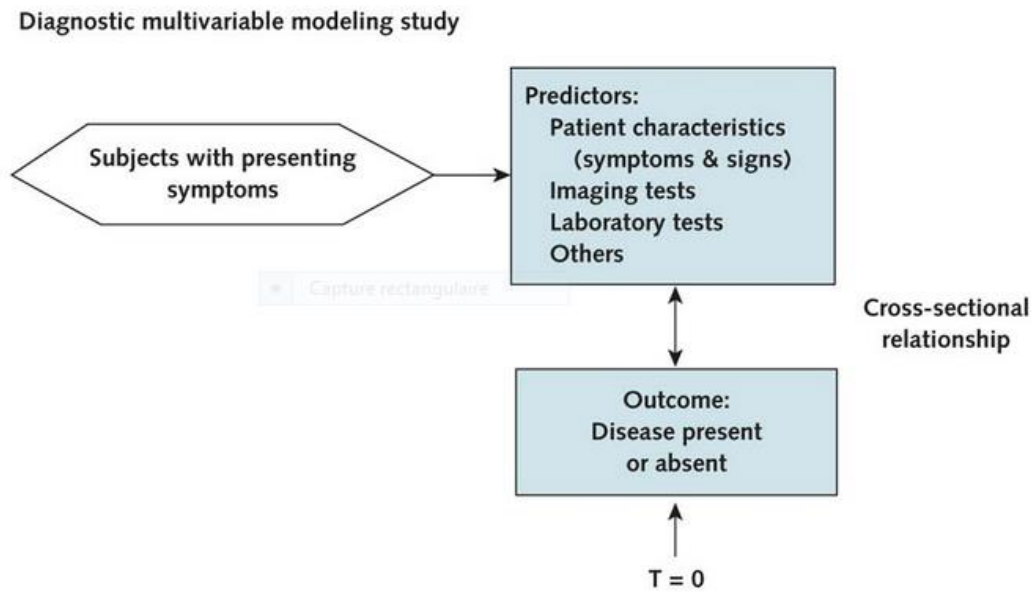 Diagnostic multivariable modeling study
Subjects with presenting
symptoms
Predictors:
Patient characteristics
(symptoms & signs)
Imaging tests
Laboratory tests
Others
Capture rectangulaire
Cross-sectional
relationship
Outcome:
Disease present
or absent
T = 0